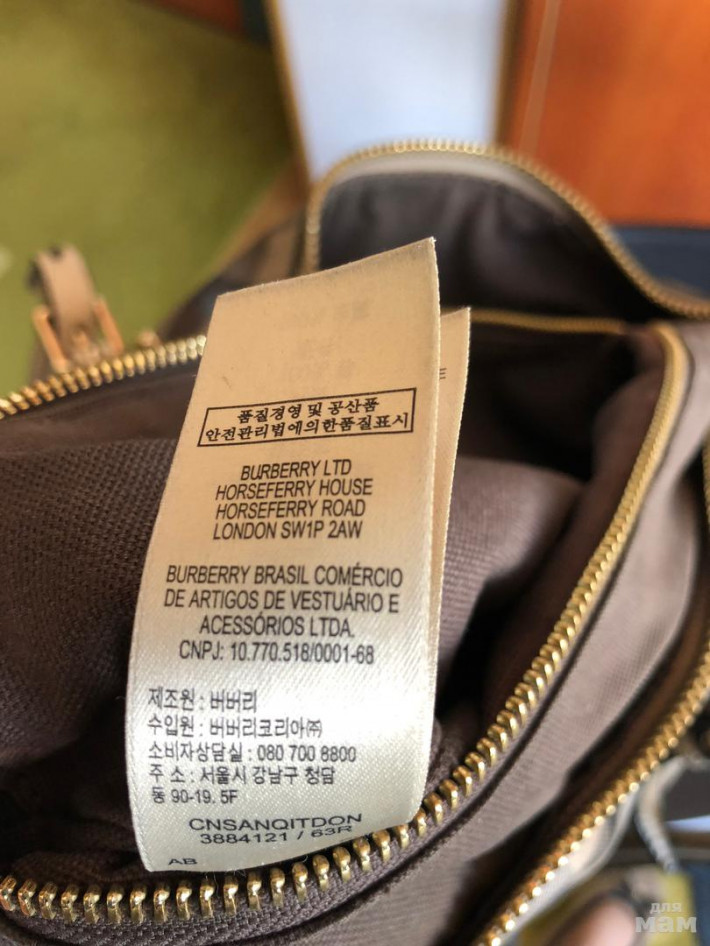 품질경영 및 공산품
안전관리법에의한품질표시
BURBERRY LTD
HORSEFERRY HOUSE
HORSEFERRY ROAD
LONDON SW1P 2AW
BURBERRY BRASIL COMÉRCIO
DE ARTIGOS DE VESTUÁRIO E
ACESSÓRIOS LTDA.
CNPJ: 10.770.518/0001-68
제조원 : 버버리
수입원 : 버버리코리아㈜
소비자상담실 : 080 700 8800
주 소 : 서울시 강남구 청담
동 90-19. 5F
CNSANQITDON
3884121 / 63R
AB
для
мам